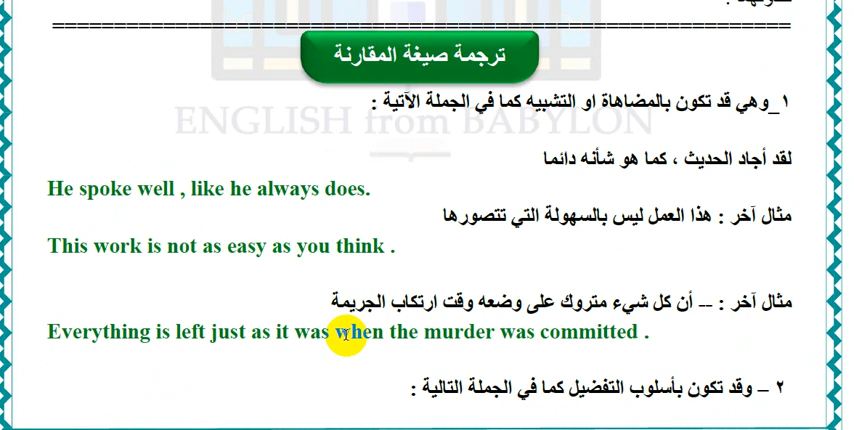 ================================================
ترجمة صيغة المقارنة
١_وهي قد تكون بالمضاهاة او التشبيه كما في الجملة الآتية :
ENGLISH from BABYLON
لقد أجاد الحديث ، كما هو شأنه دائما
He spoke well , like he always does.
مثال آخر : هذا العمل ليس بالسهولة التي تتصورها
This work is not as easy as you think .
مثال آخر : -- أن كل شيء متروك على وضعه وقت ارتكاب الجريمة
Everything is left just as it was when the murder was committed .
٢ – وقد تكون بأسلوب التفضيل كما في الجملة التالية :